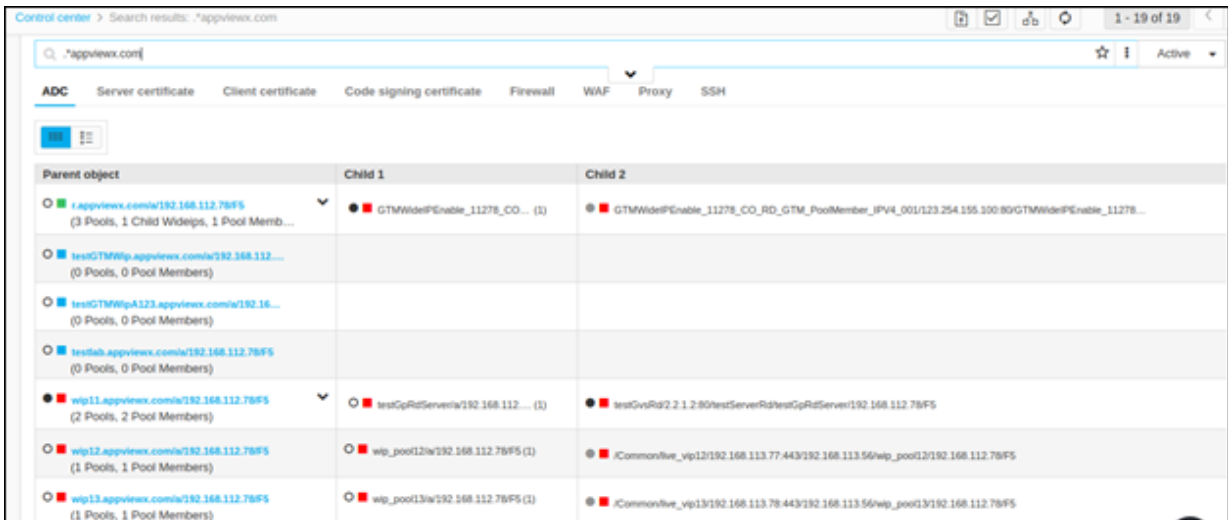 Control center > Search results: .*appviewx.com
1 - 19 of 19
.*appviewx.com
Active
ADC Server certificate Client certificate Code signing certificate Firewall WAF Proxy SSH
Parent object Child 1 Child 2
r.appviewx.com/a/192.168.112.78/F5
(3 Pools, 1 Child Wideips, 1 Pool Memb...
GTMWideIPEnable_11278_CO... (1)
GTMWideIPEnable_11278_CO_RD_GTM_PoolMember_IPV4_001/123.254.155.100:80/GTMWideIPEnable_11278...
testGTMWip.appviewx.com/a/192.168.112....
(0 Pools, 0 Pool Members)
testGTMWipA123.appviewx.com/a/192.16...
(0 Pools, 0 Pool Members)
testlab.appviewx.com/a/192.168.112.78/F5
(0 Pools, 0 Pool Members)
wip11.appviewx.com/a/192.168.112.78/F5
(2 Pools, 2 Pool Members)
testGpRdServer/a/192.168.112.... (1)
testGvsRd/2.2.1.2:80/testServerRd/testGpRdServer/192.168.112.78/F5
wip12.appviewx.com/a/192.168.112.78/F5
(1 Pools, 1 Pool Members)
wip_pool12/a/192.168.112.78/F5 (1)
/Common/live_vip12/192.168.113.77:443/192.168.113.56/wip_pool12/192.168.112.78/F5
wip13.appviewx.com/a/192.168.112.78/F5
(1 Pools, 1 Pool Members)
wip_pool13/a/192.168.112.78/F5 (1)
/Common/live_vip13/192.168.113.78:443/192.168.113.56/wip_pool13/192.168.112.78/F5